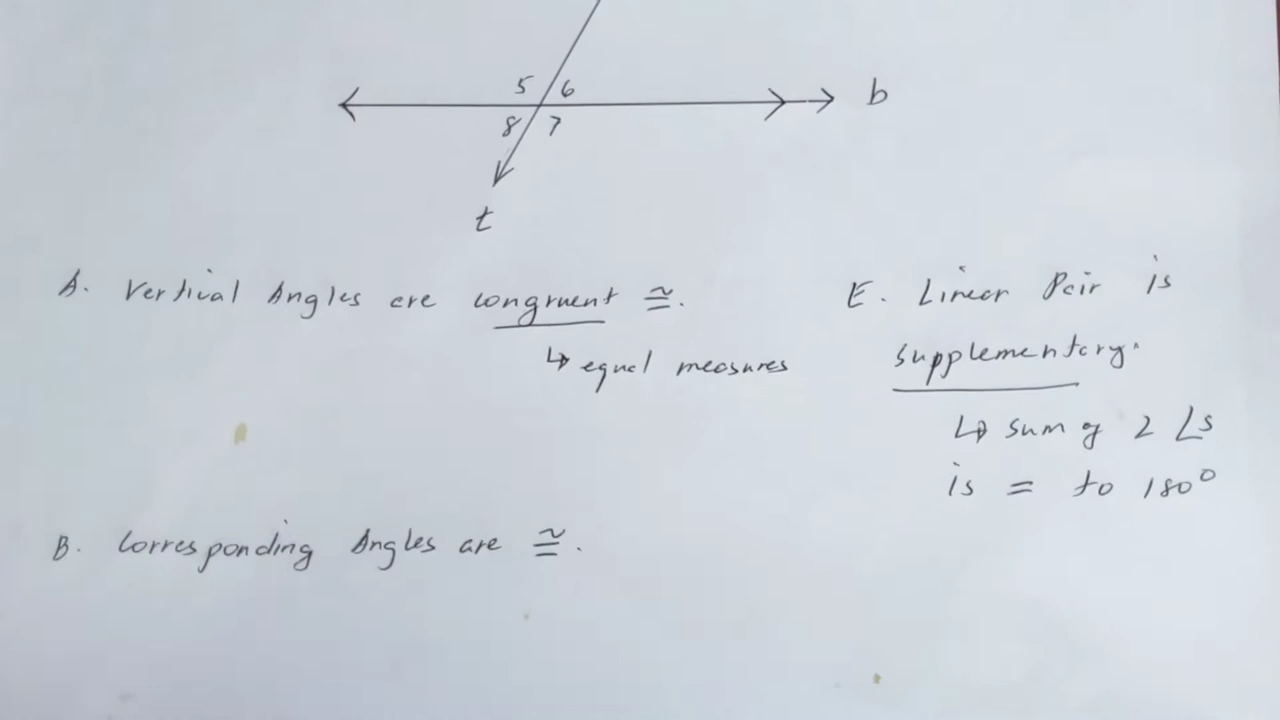 5 6
b
8 7
t
A. Vertical Angles are congruent ≅.
↳ equal measures
B. Corresponding Angles are ≅.
E. Linear Pair is
supplementary.
↳ sum of 2 ∠s
is = to 180°